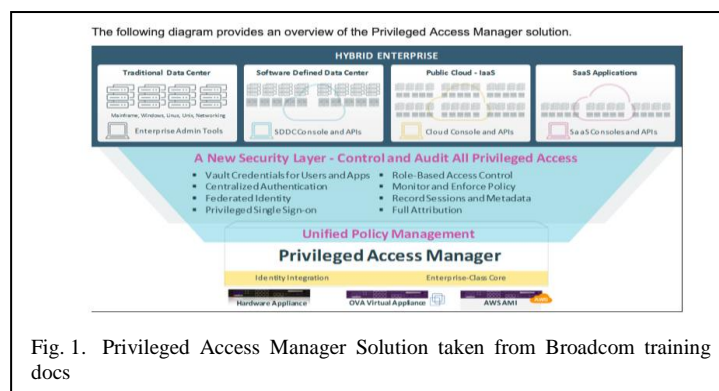 The following diagram provides an overview of the Privileged Access Manager solution.
HYBRID ENTERPRISE
Traditional Data Center
Software Defined Data Center
Public Cloud - IaaS
SaaS Applications
Mainframe, Windows, Linux, Unix, Networking
Enterprise Admin Tools
SDDC Console and APIs
Cloud Console and APIs
SaaS Consoles and APIs
A New Security Layer - Control and Audit All Privileged Access
▪ Vault Credentials for Users and Apps
▪ Centralized Authentication
▪ Federated Identity
▪ Privileged Single Sign-on
▪ Role-Based Access Control
▪ Monitor and Enforce Policy
▪ Record Sessions and Metadata
▪ Full Attribution
Unified Policy Management
Privileged Access Manager
Identity Integration
Enterprise-Class Core
Hardware Appliance
OVA Virtual Appliance
AWS AMI
Fig. 1. Privileged Access Manager Solution taken from Broadcom training
docs